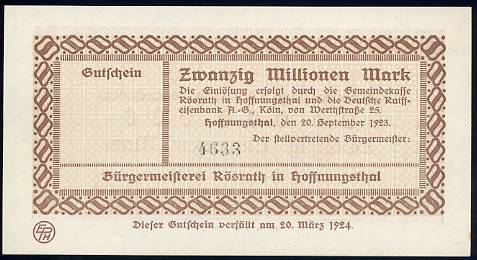 Gutschein
Zwanzig Millionen Mark
Die Einlösung erfolgt durch die Gemeindekasse
Rösrath in Hoffnungsthal und die Deutsche Raiff-
eisenbank A.-G., Köln, von Werthstraße 25.
Hoffnungsthal, den 20. September 1923.
Der stellvertretende Bürgermeister:
4633
Bürgermeisterei Rösrath in Hoffnungsthal
Dieser Gutschein verfällt am 20. März 1924.